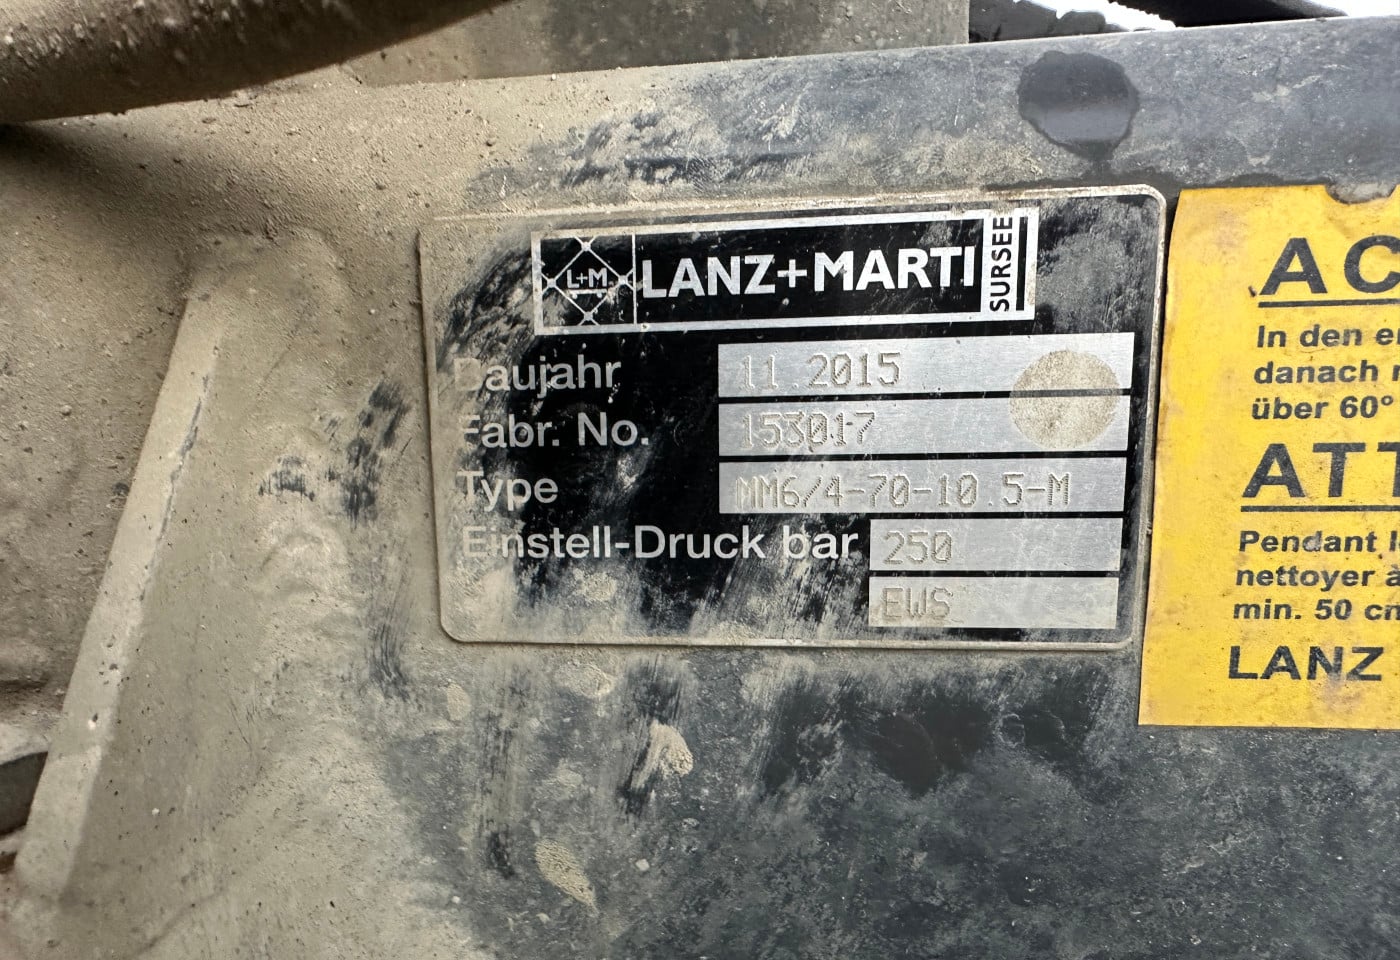 L+M LANZ+MARTI SURSEE
Baujahr 11.2015
Fabr. No. 153017
Type MM6/4-70-10.5-M
Einstell-Druck bar 250
EWS
AC
In den e
danach
über 60°
ATT
Pendant l
nettoyer à
min. 50 cm
LANZ